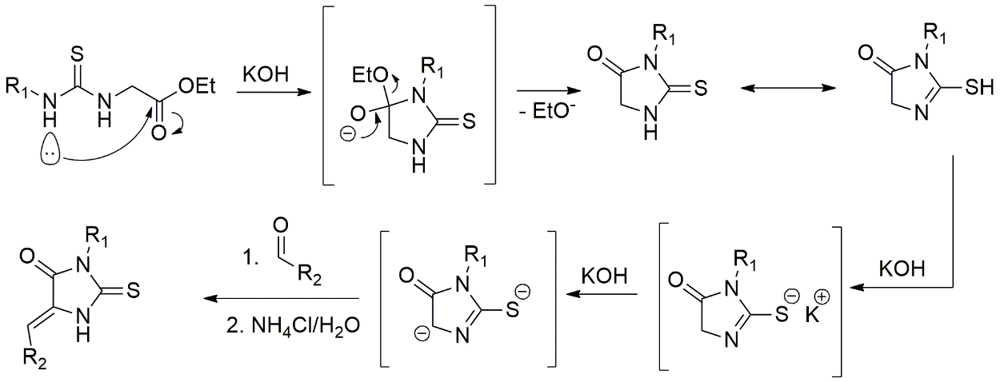 S
R1
N
H
N
H
OEt
O
KOH
EtO
R1
O
N
S
N
H
⊖
- EtO-
O
R1
N
S
N
H
O
R1
N
SH
N
KOH
O
R1
N
S
⊖
K
⊕
N
KOH
O
R1
N
S
⊖
⊖
N
O
1.
R2
2. NH4Cl/H2O
O
R1
N
S
N
H
R2